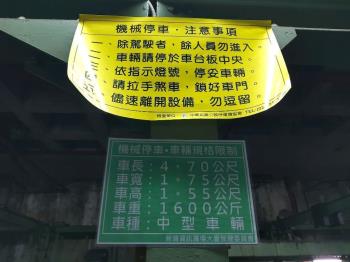 機械停車．注意事項
一、除駕駛者，餘人員勿進入。
二、車輛請停於車台板中央。
依指示燈號，停妥車輛。
請拉手煞車，鎖好車門。
儘速離開設備，勿逗留。
機械停車・車輛規格限制
車長：4．70公尺
車寬：1．75公尺
車高：1．55公尺
車重：1600公斤
車種：中型車輛